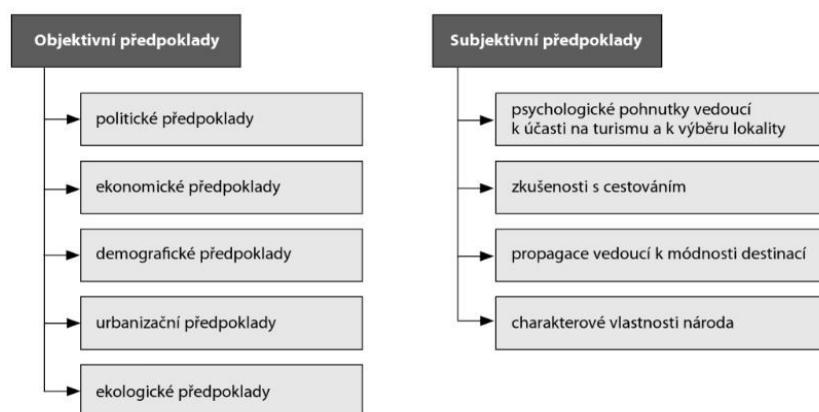 Objektivní předpoklady
politické předpoklady
ekonomické předpoklady
demografické předpoklady
urbanizační předpoklady
ekologické předpoklady
Subjektivní předpoklady
psychologické pohnutky vedoucí
k účasti na turismu a k výběru lokality
zkušenosti s cestováním
propagace vedoucí k módnosti destinací
charakterové vlastnosti národa